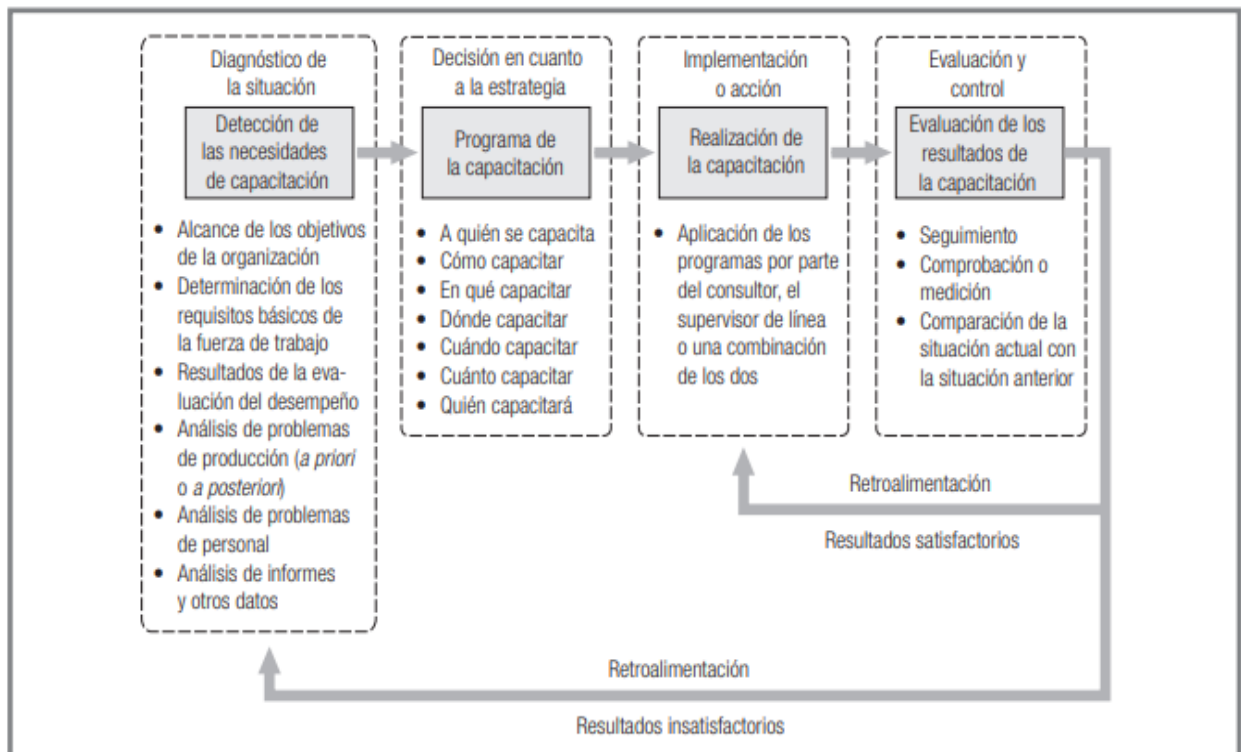 Diagnóstico de
la situación
Detección de
las necesidades
de capacitación
• Alcance de los objetivos
de la organización
• Determinación de los
requisitos básicos de
la fuerza de trabajo
• Resultados de la eva-
luación del desempeño
• Análisis de problemas
de producción (a priori
o a posteriori)
• Análisis de problemas
de personal
• Análisis de informes
y otros datos
Decisión en cuanto
a la estrategia
Programa de
la capacitación
• A quién se capacita
• Cómo capacitar
• En qué capacitar
• Dónde capacitar
• Cuándo capacitar
• Cuánto capacitar
• Quién capacitará
Implementación
o acción
Realización de
la capacitación
• Aplicación de los
programas por parte
del consultor, el
supervisor de línea
o una combinación
de los dos
Evaluación y
control
Evaluación de los
resultados de
la capacitación
• Seguimiento
• Comprobación o
medición
• Comparación de la
situación actual con
la situación anterior
Retroalimentación
Resultados satisfactorios
Retroalimentación
Resultados insatisfactorios